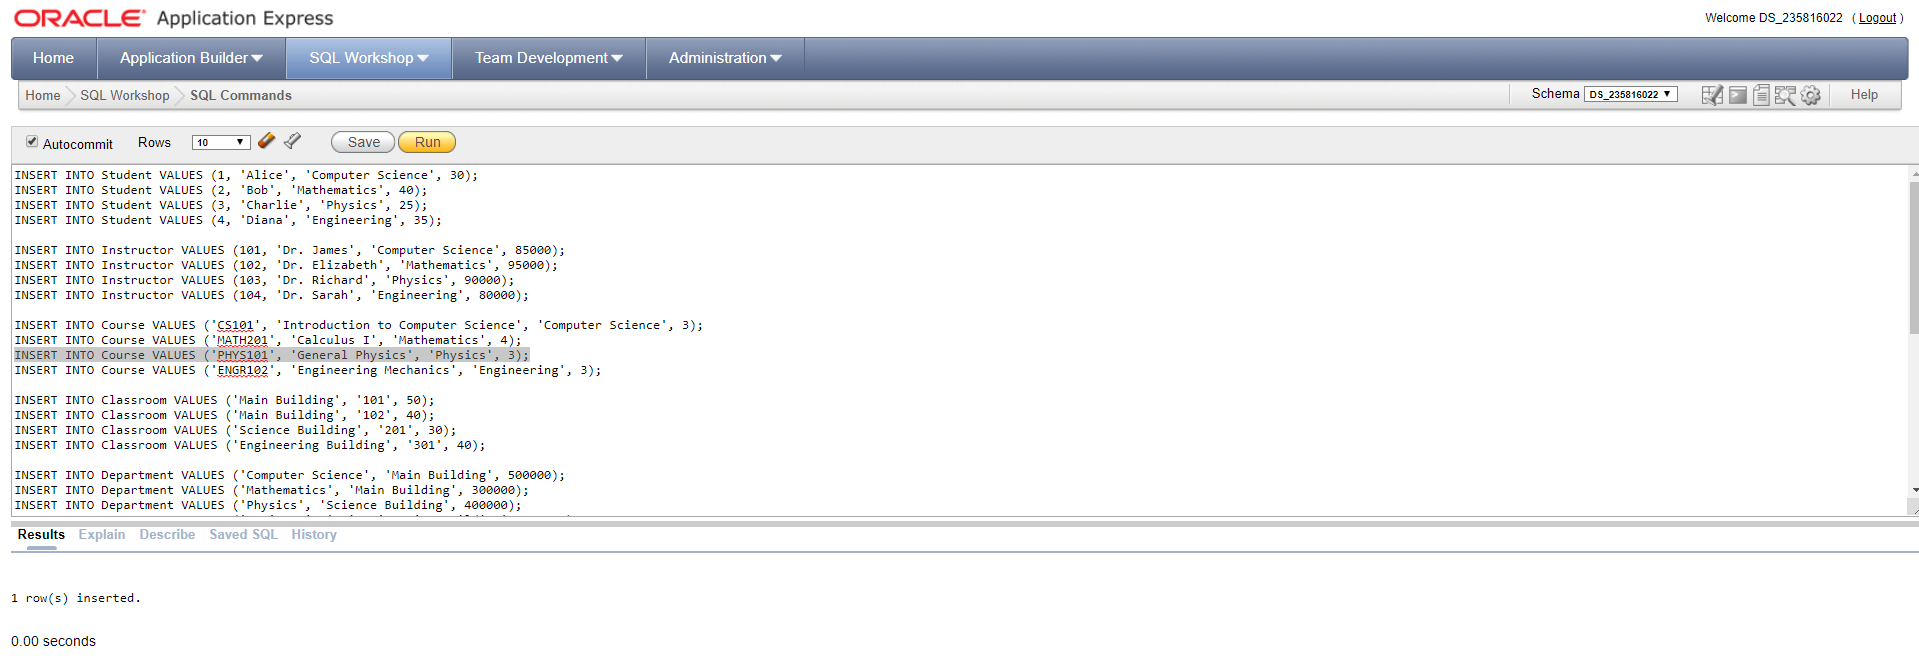 ORACLE Application Express
Welcome DS_235816022 ( Logout )
Home Application Builder SQL Workshop Team Development Administration
Home SQL Workshop SQL Commands Schema DS_235816022 Help
Autocommit Rows 10 Save Run
INSERT INTO Student VALUES (1, 'Alice', 'Computer Science', 30);
INSERT INTO Student VALUES (2, 'Bob', 'Mathematics', 40);
INSERT INTO Student VALUES (3, 'Charlie', 'Physics', 25);
INSERT INTO Student VALUES (4, 'Diana', 'Engineering', 35);
INSERT INTO Instructor VALUES (101, 'Dr. James', 'Computer Science', 85000);
INSERT INTO Instructor VALUES (102, 'Dr. Elizabeth', 'Mathematics', 95000);
INSERT INTO Instructor VALUES (103, 'Dr. Richard', 'Physics', 90000);
INSERT INTO Instructor VALUES (104, 'Dr. Sarah', 'Engineering', 80000);
INSERT INTO Course VALUES ('CS101', 'Introduction to Computer Science', 'Computer Science', 3);
INSERT INTO Course VALUES ('MATH201', 'Calculus I', 'Mathematics', 4);
INSERT INTO Course VALUES ('PHYS101', 'General Physics', 'Physics', 3);
INSERT INTO Course VALUES ('ENGR102', 'Engineering Mechanics', 'Engineering', 3);
INSERT INTO Classroom VALUES ('Main Building', '101', 50);
INSERT INTO Classroom VALUES ('Main Building', '102', 40);
INSERT INTO Classroom VALUES ('Science Building', '201', 30);
INSERT INTO Classroom VALUES ('Engineering Building', '301', 40);
INSERT INTO Department VALUES ('Computer Science', 'Main Building', 500000);
INSERT INTO Department VALUES ('Mathematics', 'Main Building', 300000);
INSERT INTO Department VALUES ('Physics', 'Science Building', 400000);
Results Explain Describe Saved SQL History
1 row(s) inserted.
0.00 seconds